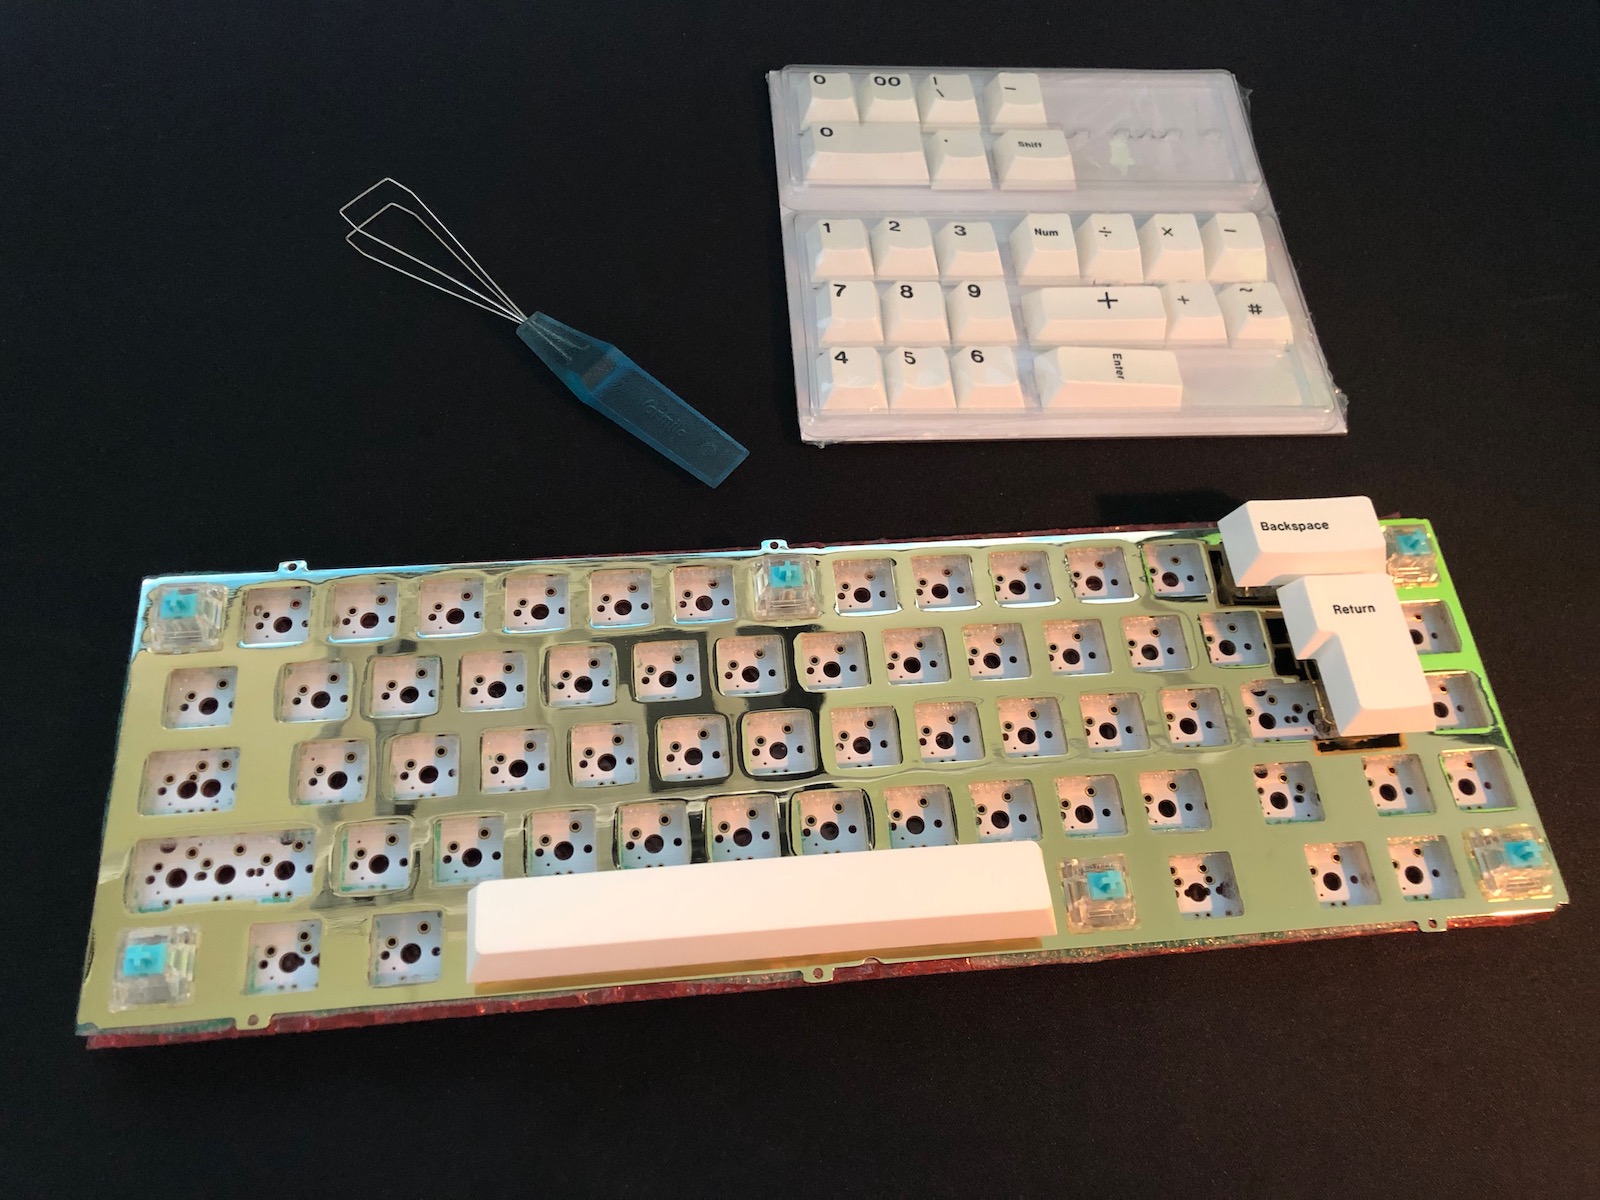 0 00 | \ –
0 . Shift
1 2 3 Num ÷ × –
7 8 9 + + ~ #
4 5 6 Enter
Backspace
Return